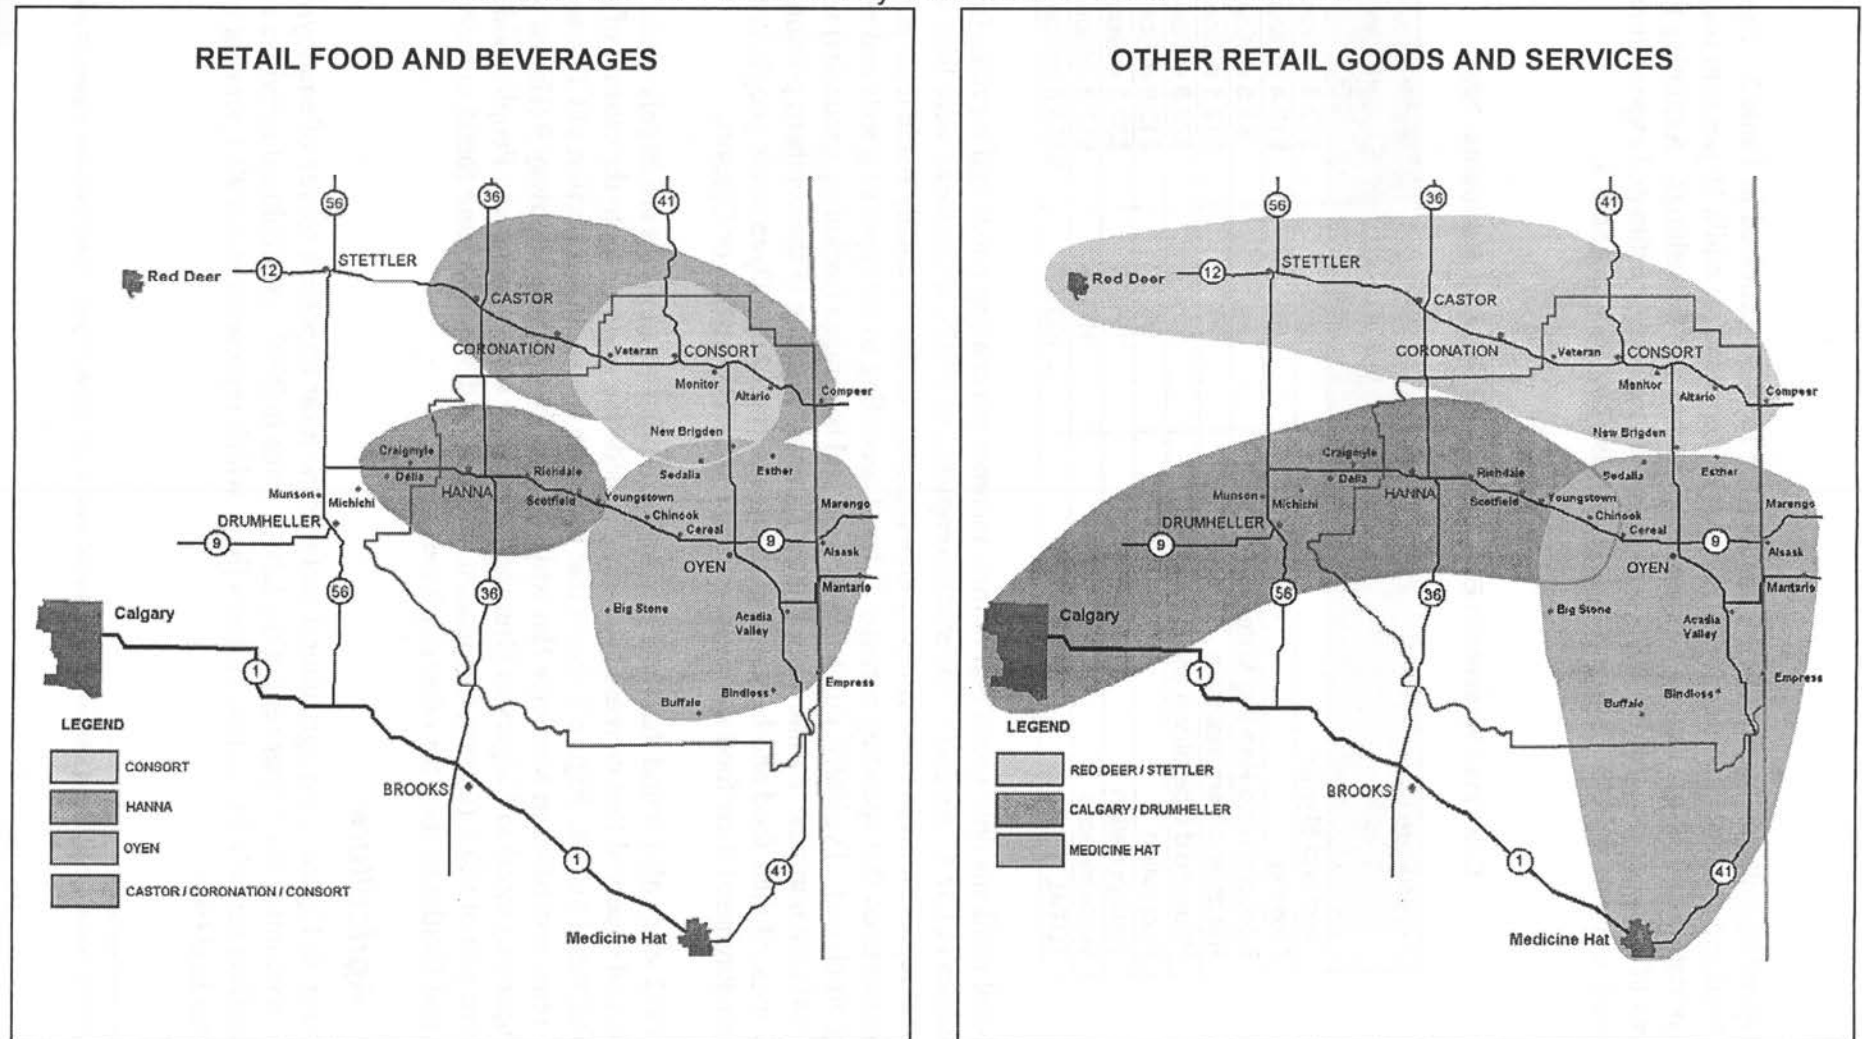 RETAIL FOOD AND BEVERAGES
56
36
41
12
STETTLER
Red Deer
CASTOR
CORONATION
Veteran
CONSORT
Monitor
Altario
Compeer
New Brigden
Craigmyle
Delia
Richdale
Sedalia
Esther
HANNA
Scotfield
Youngstown
Munson
Michichi
Chinook
Marengo
DRUMHELLER
Cereal
9
9
Alsask
OYEN
Mantario
56
36
Calgary
Big Stone
Acadia
Valley
1
Empress
Bindloss
Buffalo
LEGEND
CONSORT
HANNA
OYEN
CASTOR / CORONATION / CONSORT
BROOKS
1
41
Medicine Hat
OTHER RETAIL GOODS AND SERVICES
56
36
41
12
STETTLER
Red Deer
CASTOR
CORONATION
Veteran
CONSORT
Monitor
Altario
Compeer
New Brigden
Craigmyle
Delia
Richdale
Sedalia
Esther
HANNA
Scotfield
Youngstown
Munson
Michichi
Chinook
Marengo
DRUMHELLER
Cereal
9
9
Alsask
OYEN
Mantario
56
36
Calgary
Big Stone
Acadia
Valley
1
Empress
Bindloss
Buffalo
LEGEND
RED DEER / STETTLER
CALGARY / DRUMHELLER
MEDICINE HAT
BROOKS
1
41
Medicine Hat